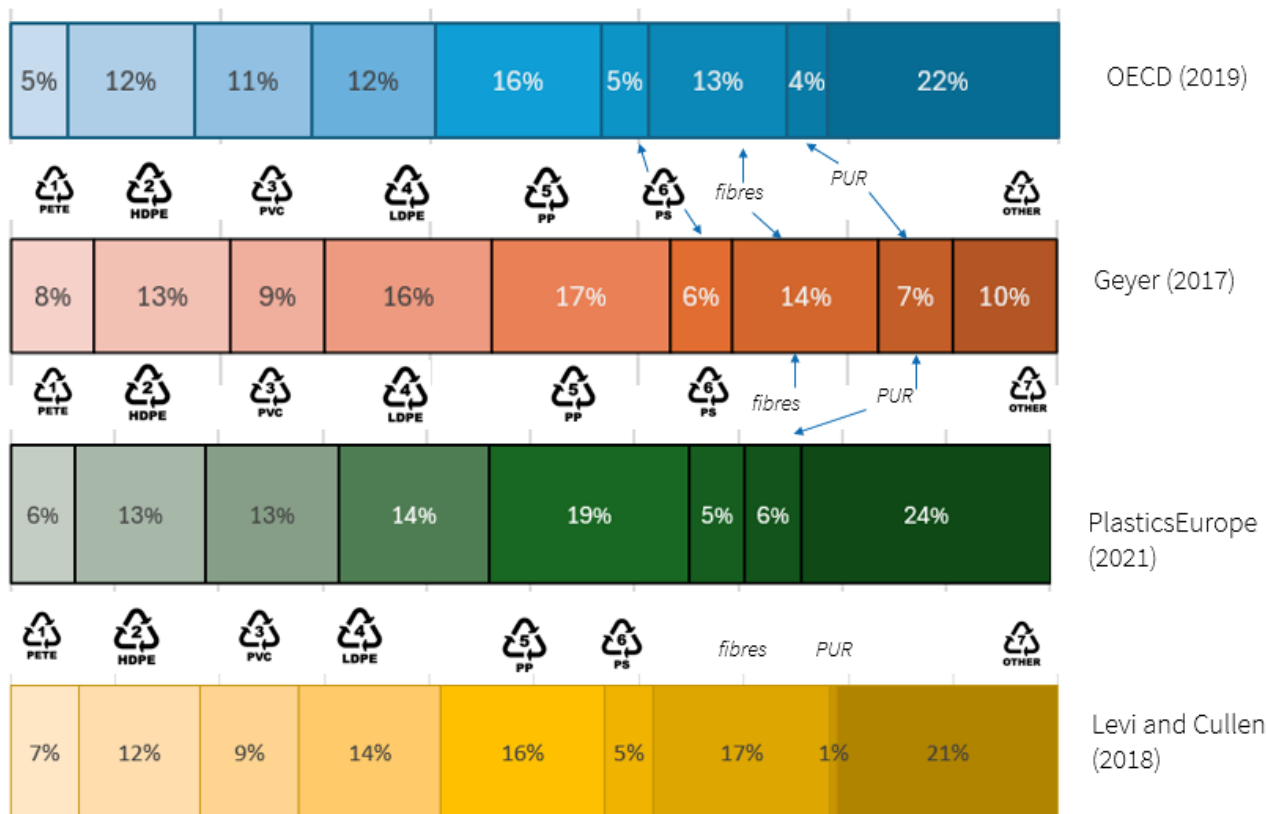 5% 12% 11% 12% 16% 5% 13% 4% 22%
OECD (2019)
1 PETE
2 HDPE
3 PVC
4 LDPE
5 PP
6 PS
fibres
PUR
7 OTHER
8% 13% 9% 16% 17% 6% 14% 7% 10%
Geyer (2017)
1 PETE
2 HDPE
3 PVC
4 LDPE
5 PP
6 PS
fibres
PUR
7 OTHER
6% 13% 13% 14% 19% 5% 6% 24%
PlasticsEurope
(2021)
1 PETE
2 HDPE
3 PVC
4 LDPE
5 PP
6 PS
fibres
PUR
7 OTHER
7% 12% 9% 14% 16% 5% 17% 1% 21%
Levi and Cullen
(2018)